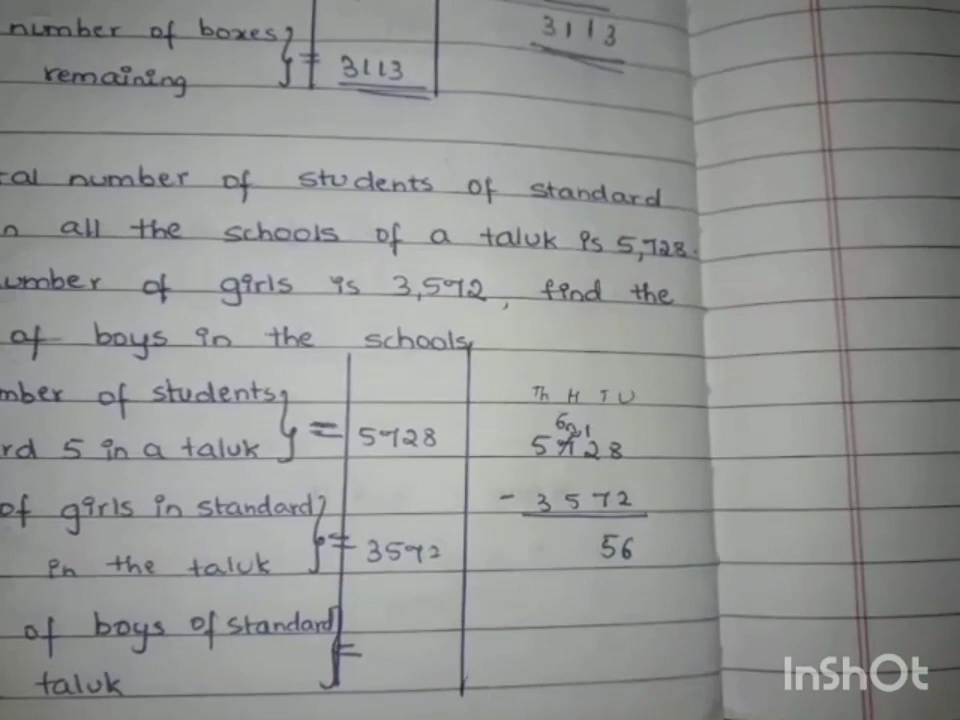 number of boxes } = 3113
remaining
3113
tal number of students of standard
n all the schools of a taluk is 5,728.
umber of girls is 3,572, find the
of boys in the schools
mber of students } = 5728
rd 5 in a taluk
Th H T U
6 1
5728
of girls in standard } = 3572
in the taluk
- 3572
56
of boys of standard } =
taluk
InShOt